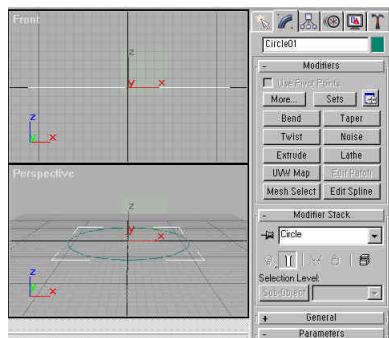 Front
z
y x
z
y x
Perspective
z
y x
z
y x
Circle01
- Modifiers
Use Pivot Points
More... Sets
Bend Taper
Twist Noise
Extrude Lathe
UVW Map Edit Patch
Mesh Select Edit Spline
- Modifier Stack
Circle
Selection Level:
Sub-Object
+ General
- Parameters